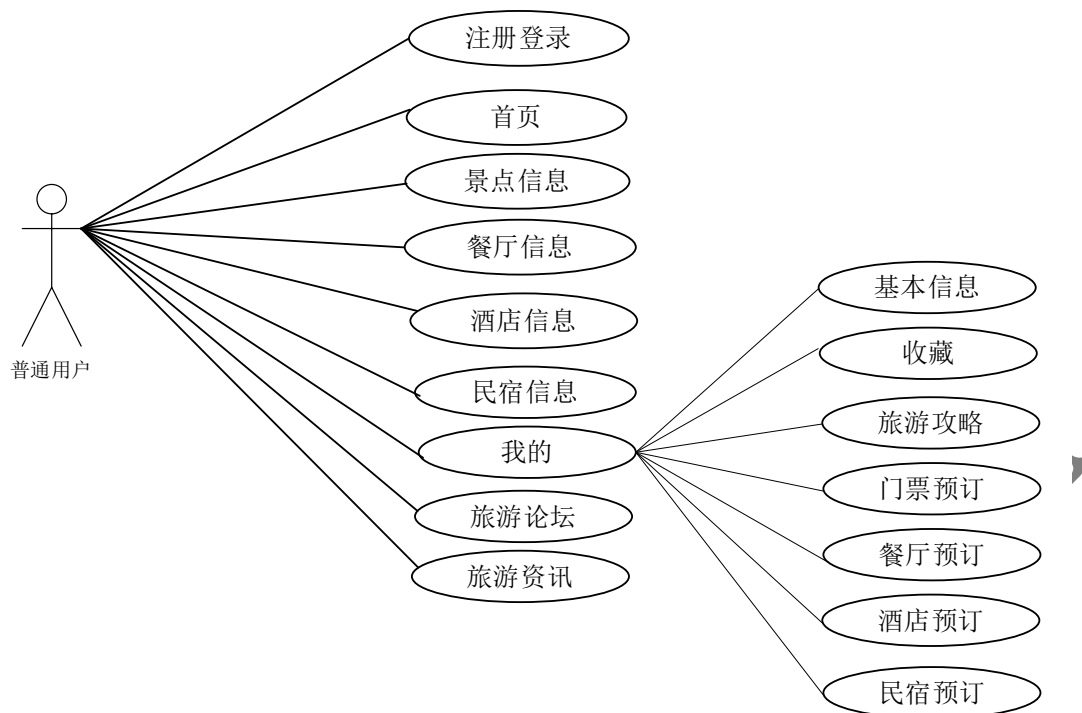 注册登录
首页
景点信息
餐厅信息
酒店信息
民宿信息
我的
旅游论坛
旅游资讯
普通用户
基本信息
收藏
旅游攻略
门票预订
餐厅预订
酒店预订
民宿预订